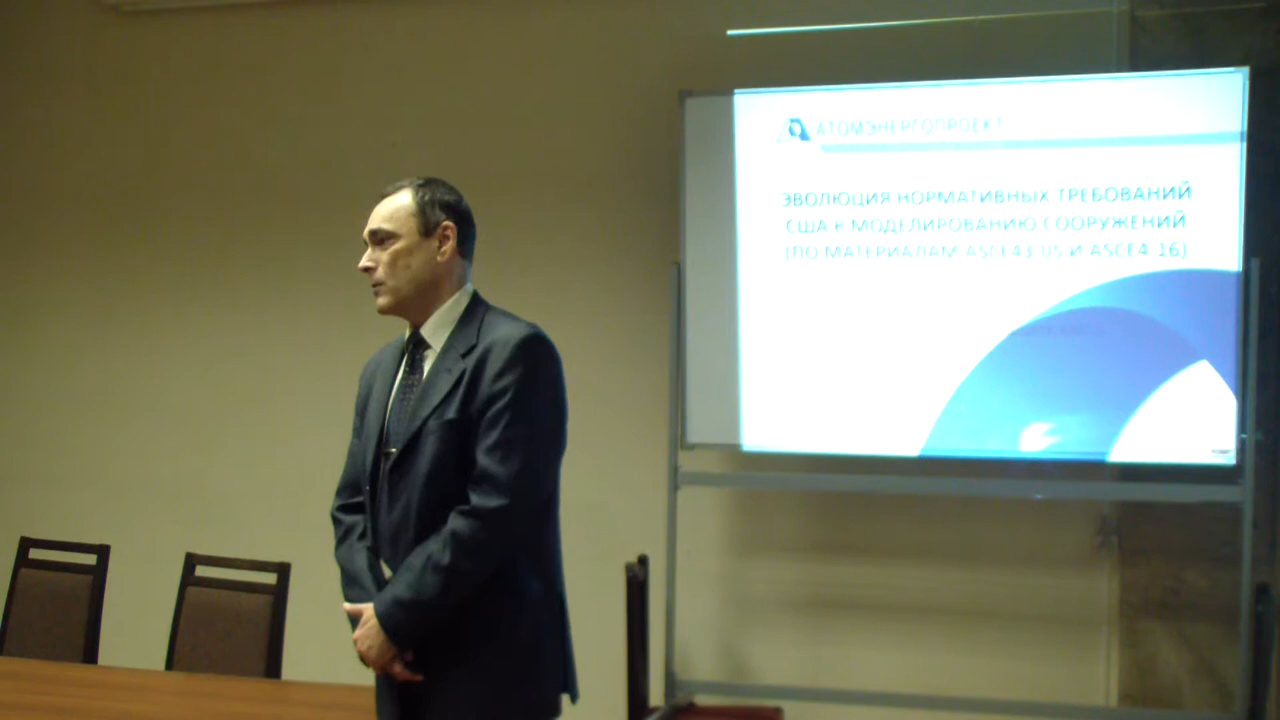 АТОМЭНЕРГОПРОЕКТ
ЭВОЛЮЦИЯ НОРМАТИВНЫХ ТРЕБОВАНИЙ
США К МОДЕЛИРОВАНИЮ СООРУЖЕНИЙ
(ПО МАТЕРИАЛАМ ASCE43-05 И ASCE4-16)